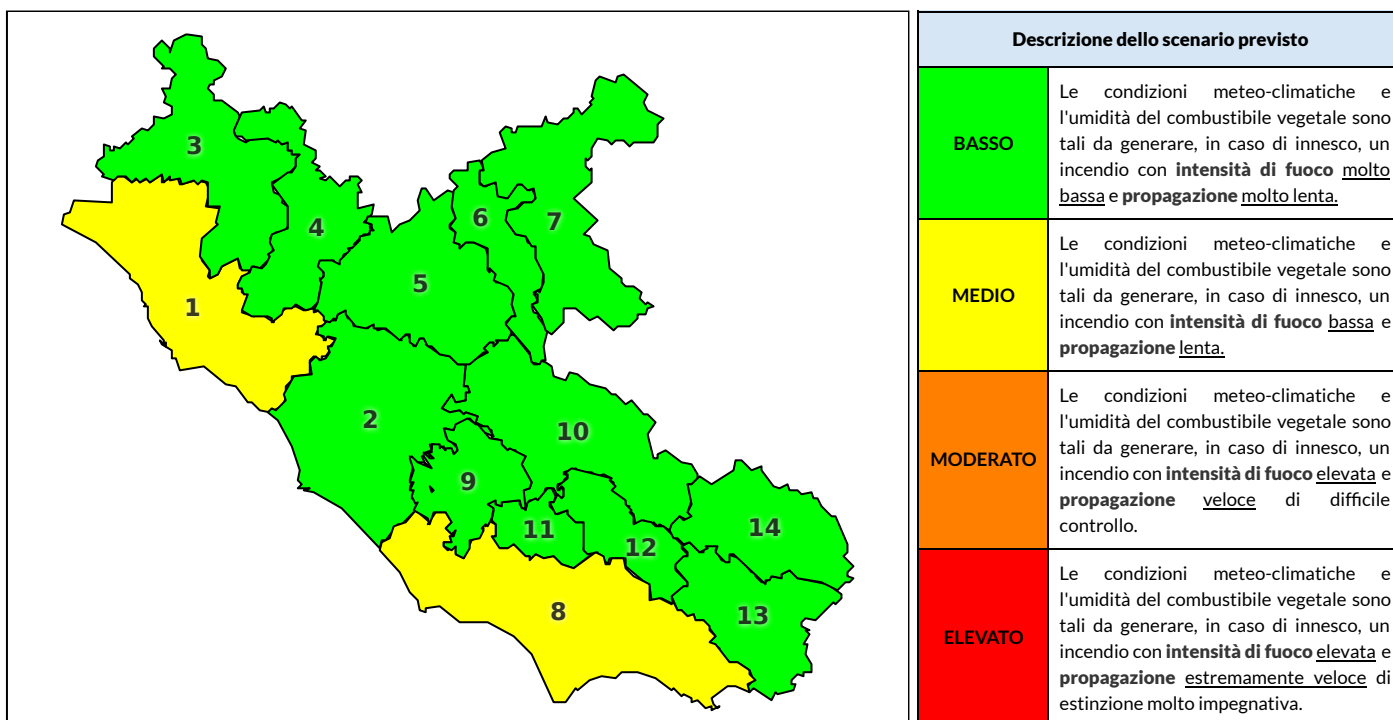 3
4
6
7
5
1
2
10
9
11
12
14
8
13
Descrizione dello scenario previsto
BASSO
Le condizioni meteo-climatiche e
l'umidità del combustibile vegetale sono
tali da generare, in caso di innesco, un
incendio con intensità di fuoco molto
bassa e propagazione molto lenta.
MEDIO
Le condizioni meteo-climatiche e
l'umidità del combustibile vegetale sono
tali da generare, in caso di innesco, un
incendio con intensità di fuoco bassa e
propagazione lenta.
MODERATO
Le condizioni meteo-climatiche e
l'umidità del combustibile vegetale sono
tali da generare, in caso di innesco, un
incendio con intensità di fuoco elevata e
propagazione veloce di difficile
controllo.
ELEVATO
Le condizioni meteo-climatiche e
l'umidità del combustibile vegetale sono
tali da generare, in caso di innesco, un
incendio con intensità di fuoco elevata e
propagazione estremamente veloce di
estinzione molto impegnativa.